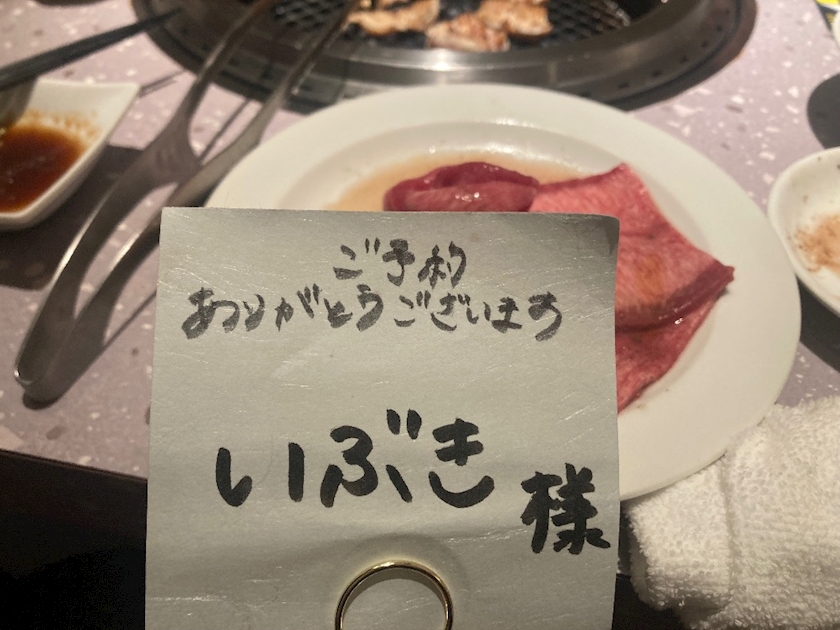 ご予約
ありがとうございます
いぶき様